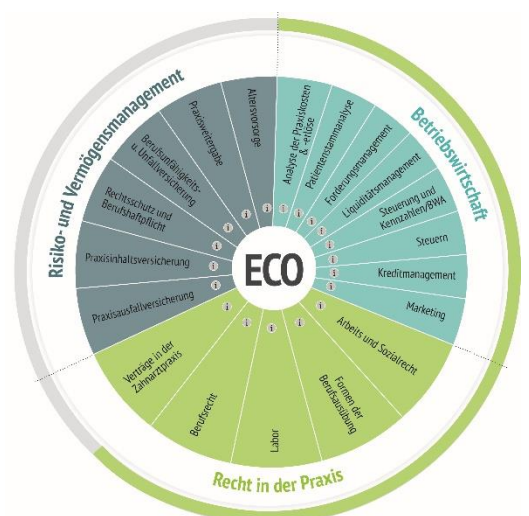 Risiko- und Vermögensmanagement
Altersvorsorge
Praxisweitergabe
Berufsunfähigkeits-
u. Unfallversicherung
Rechtsschutz und
Berufshaftpflicht
Praxisinhaltsversicherung
Praxisausfallversicherung
Betriebswirtschaft
Analyse der Praxiskosten
& -erlöse
Patientenstammanalyse
Forderungsmanagement
Liquiditätsmanagement
Steuerung und
Kennzahlen/BWA
Steuern
Kreditmanagement
Marketing
ECO
Arbeits und Sozialrecht
Formen der
Berufsausübung
Labor
Berufsrecht
Verträge in der
Zahnarztpraxis
Recht in der Praxis